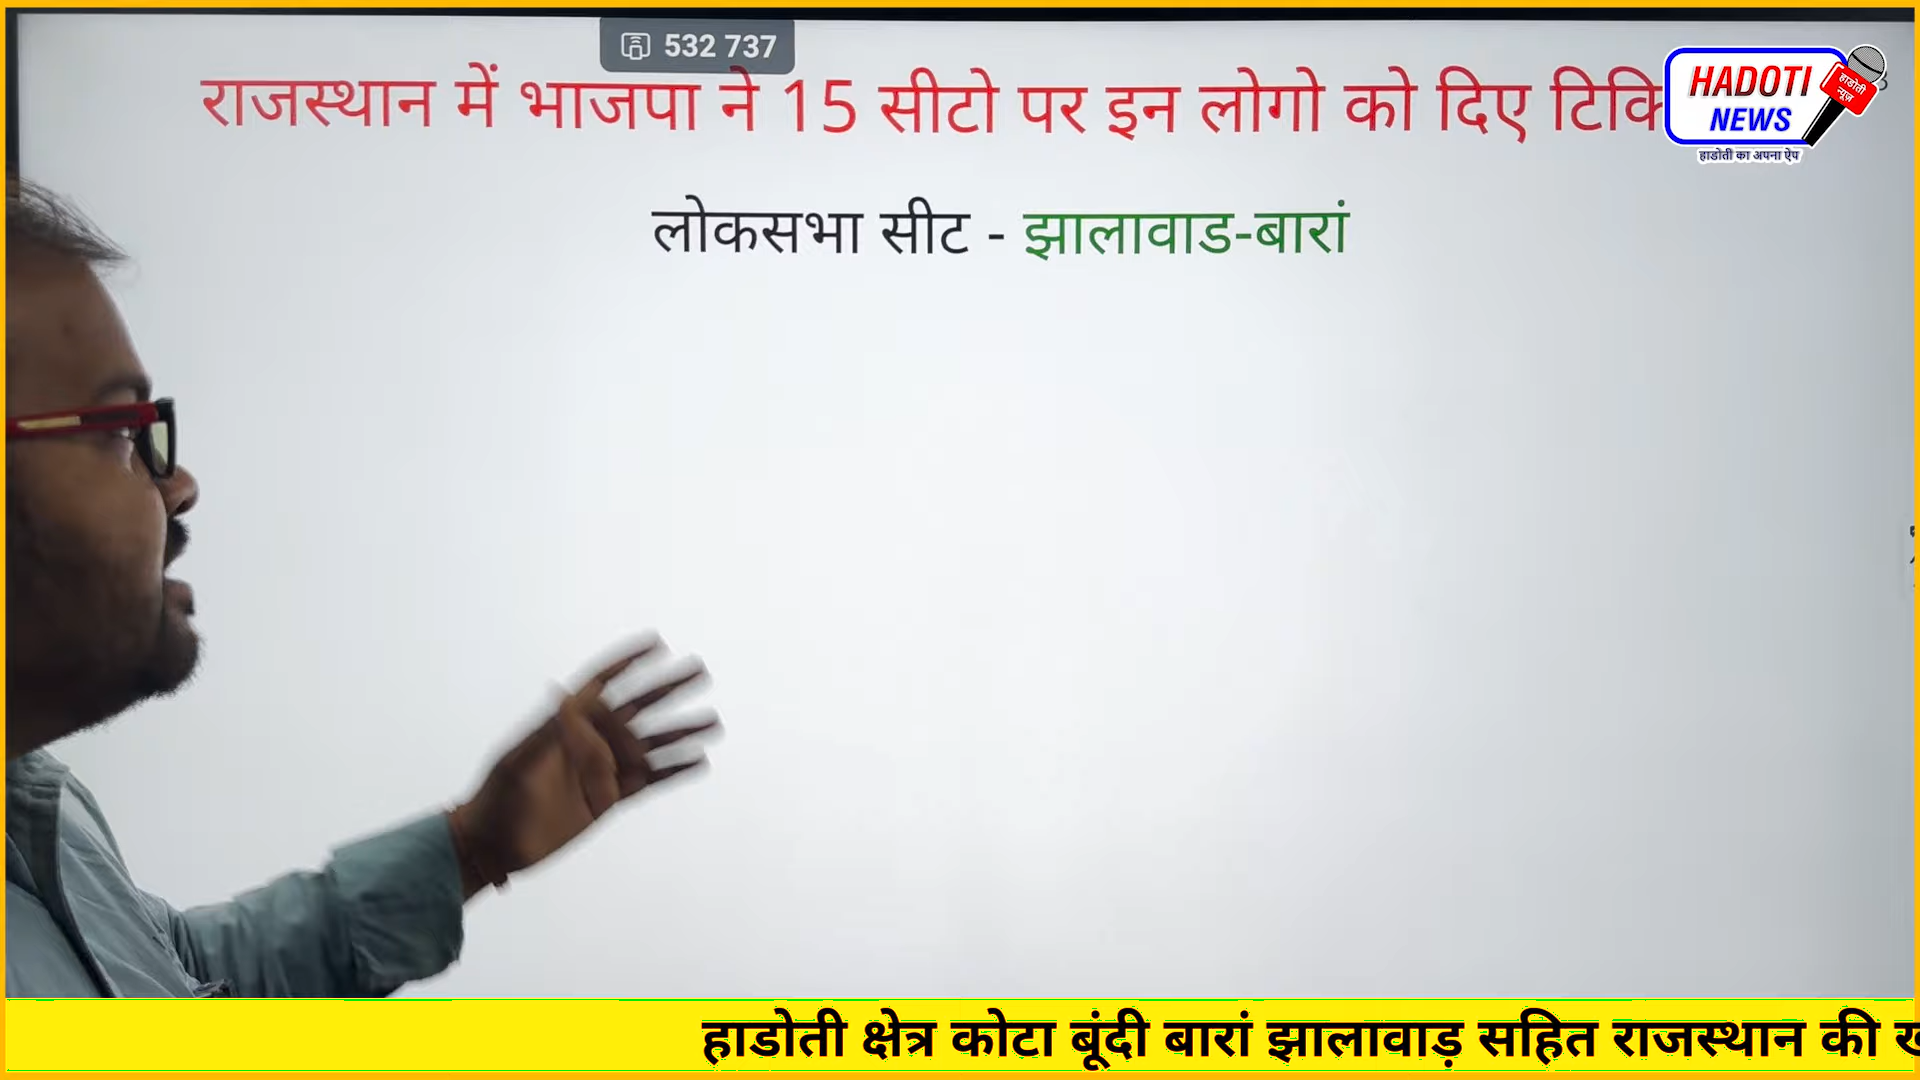 532 737
राजस्थान में भाजपा ने 15 सीटो पर इन लोगो को दिए
HADOTI
NEWS
हाडोती
न्यूज़
हाडोती का अपना ऐप
लोकसभा सीट - झालावाड-बारां
हाडोती क्षेत्र कोटा बूंदी बारां झालावाड़ सहित राजस्थान की